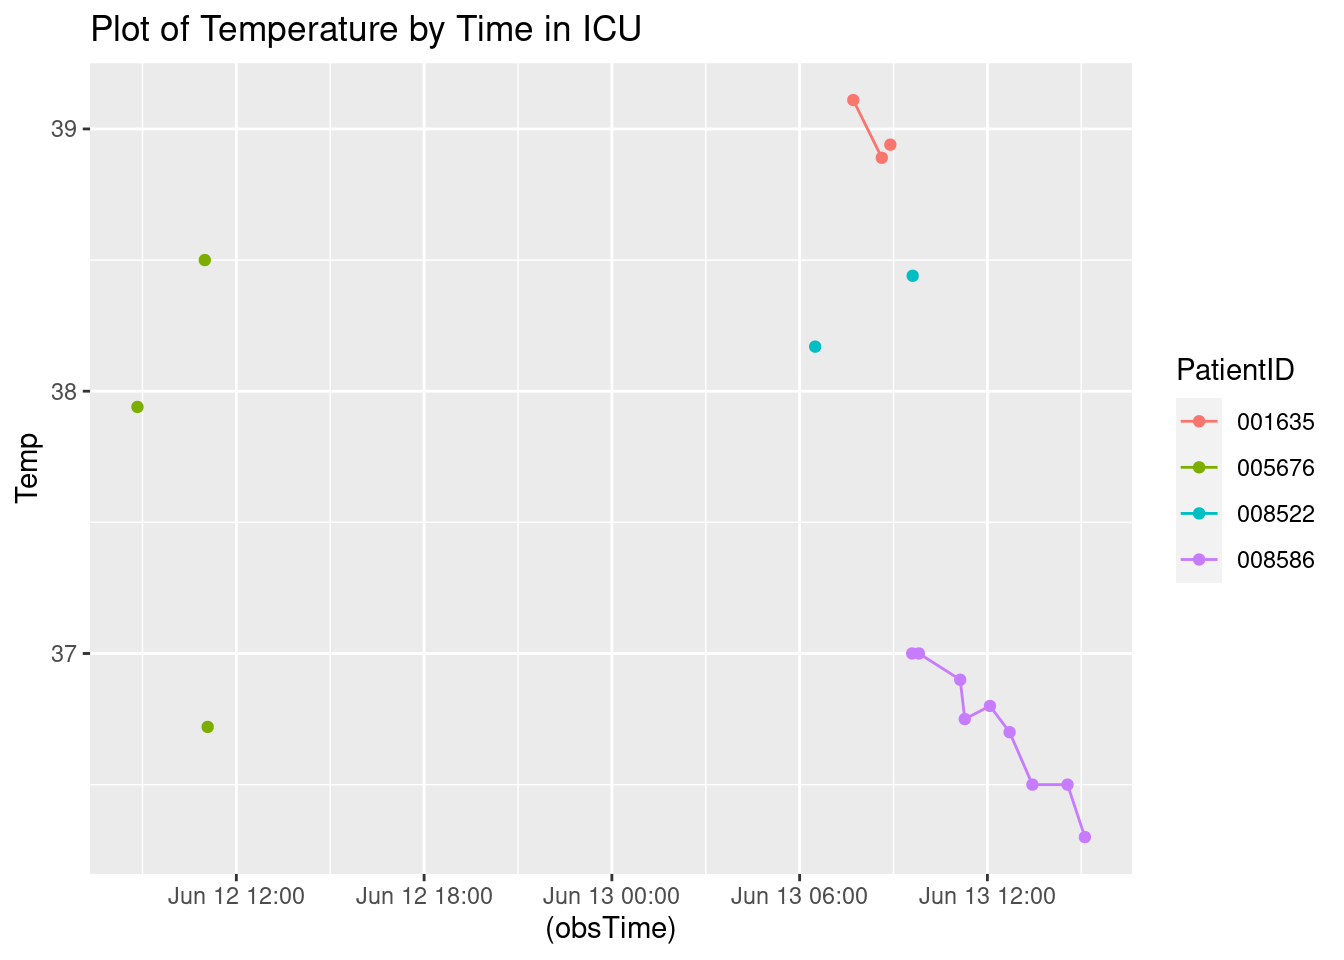 Plot of Temperature by Time in ICU
39
38
37
Temp
Jun 12 12:00
Jun 12 18:00
Jun 13 00:00
Jun 13 06:00
Jun 13 12:00
(obsTime)
PatientID
001635
005676
008522
008586